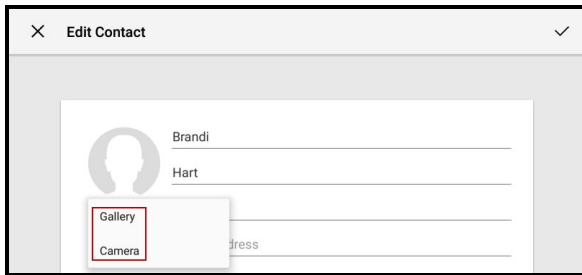 Edit Contact
Brandi
Hart
Gallery
dress
Camera